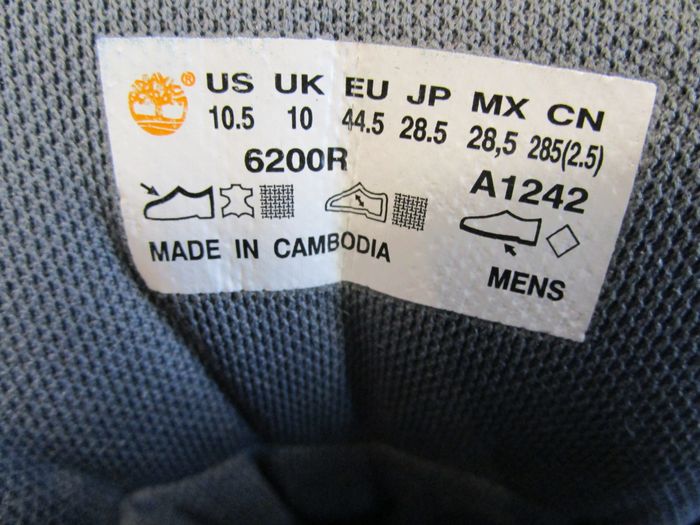 ® US UK EU JP MX CN
10.5 10 44.5 28.5 28,5 285(2.5)
6200R A1242
MADE IN CAMBODIA MENS